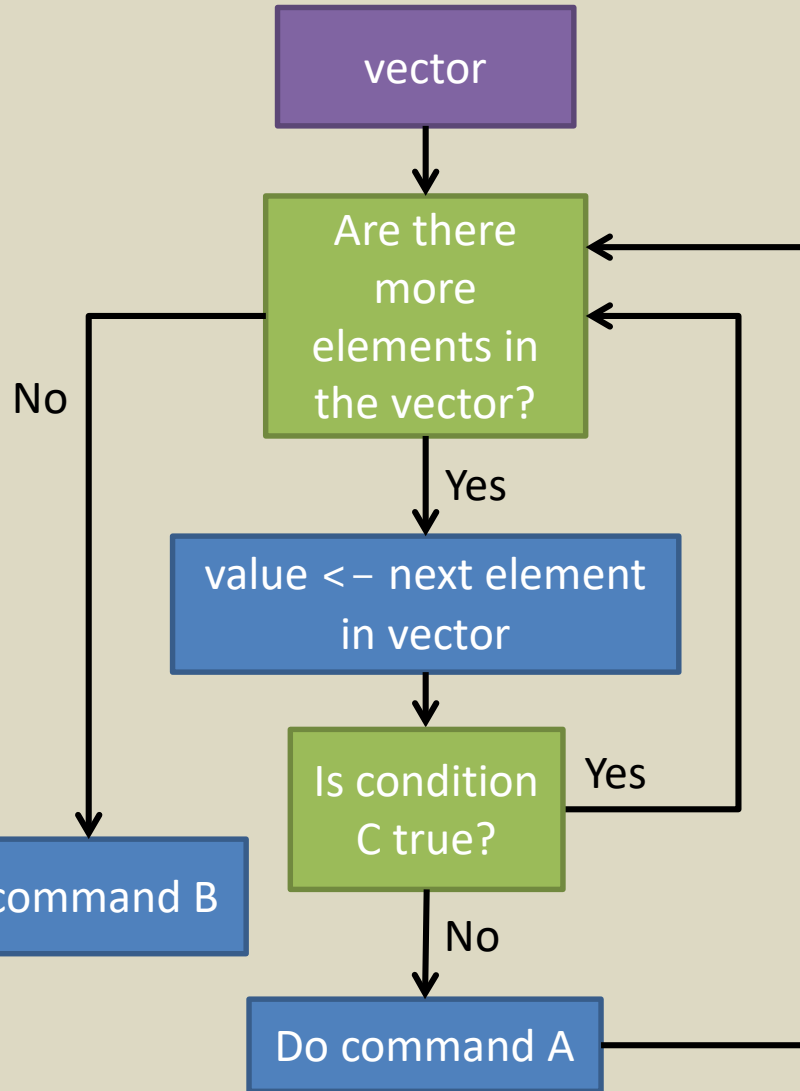 vector
Are there
more
elements in
the vector?
No
Yes
value <– next element
in vector
Is condition
C true?
Yes
command B
No
Do command A